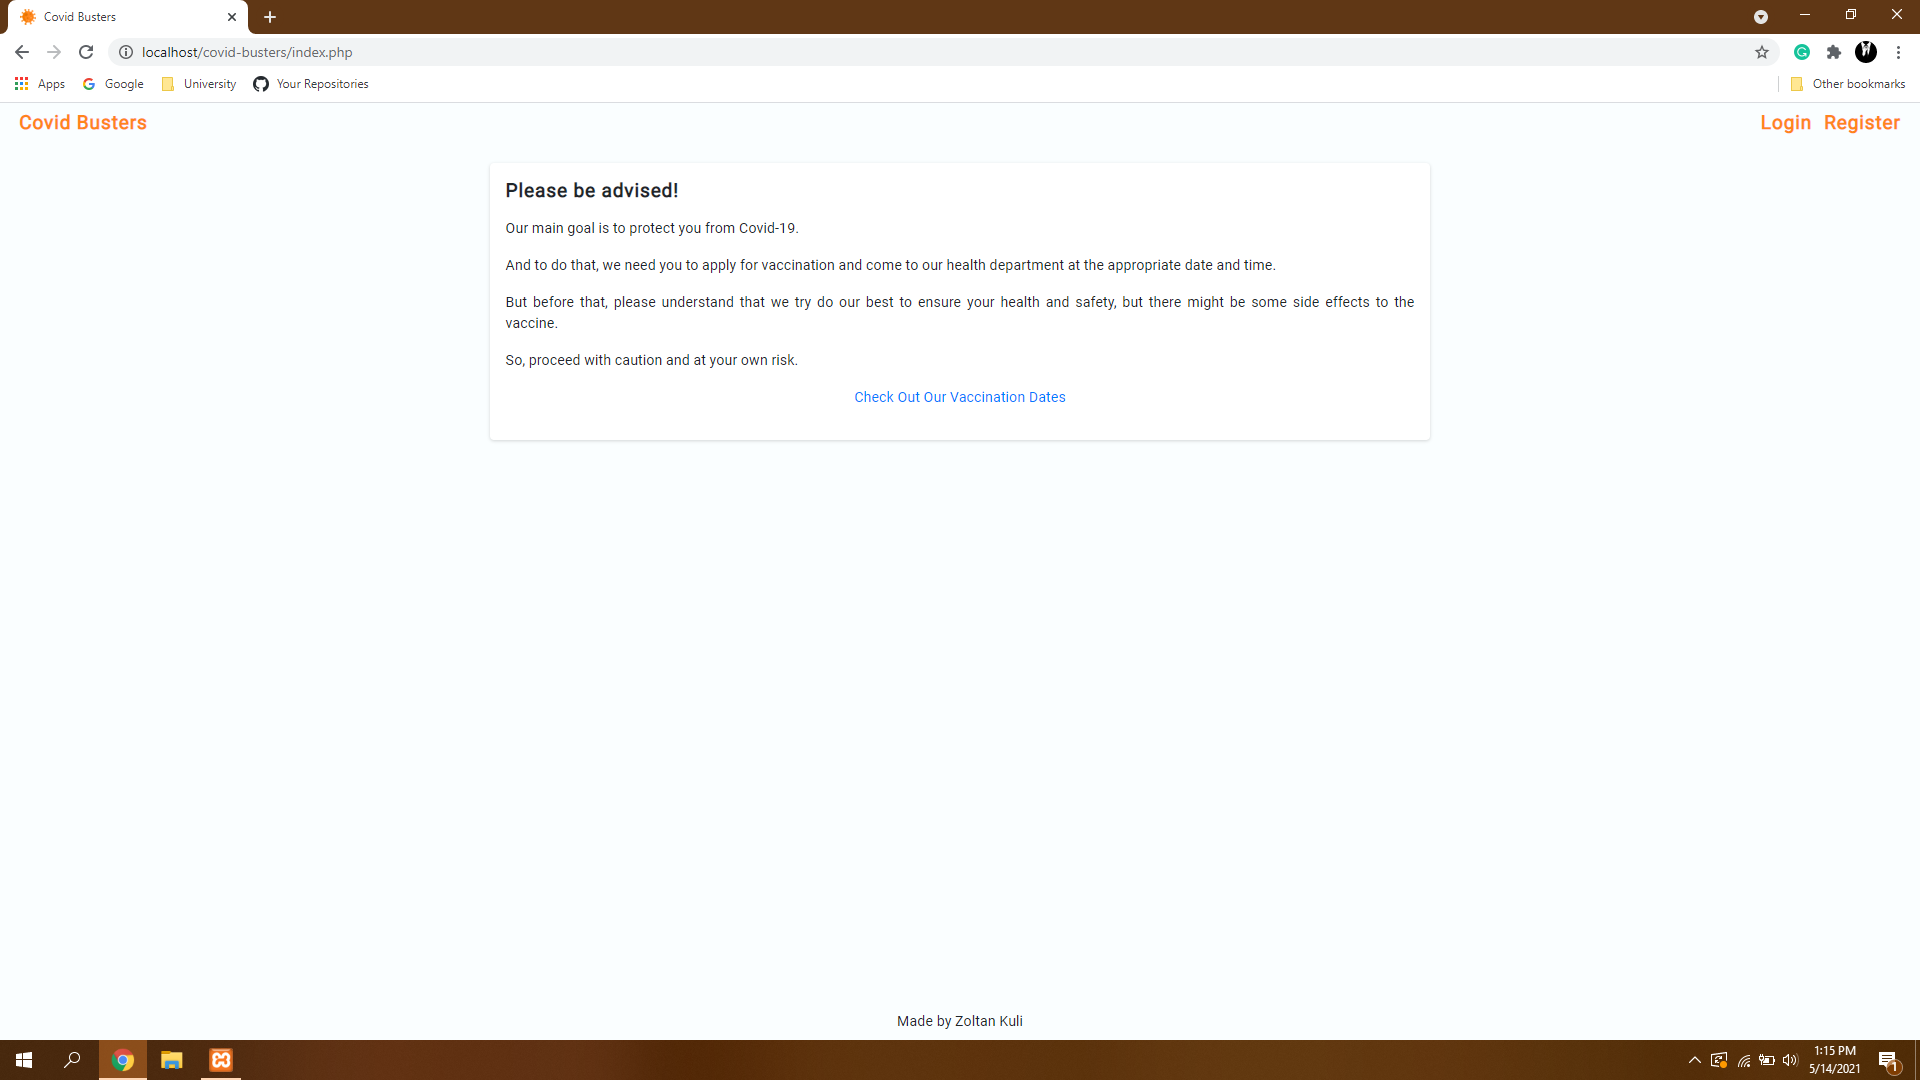 Covid Busters
localhost/covid-busters/index.php
Apps
Google
University
Your Repositories
Other bookmarks
Covid Busters
Login
Register
Please be advised!
Our main goal is to protect you from Covid-19.
And to do that, we need you to apply for vaccination and come to our health department at the appropriate date and time.
But before that, please understand that we try do our best to ensure your health and safety, but there might be some side effects to the
vaccine.
So, proceed with caution and at your own risk.
Check Out Our Vaccination Dates
Made by Zoltan Kuli
1:15 PM
5/14/2021
1